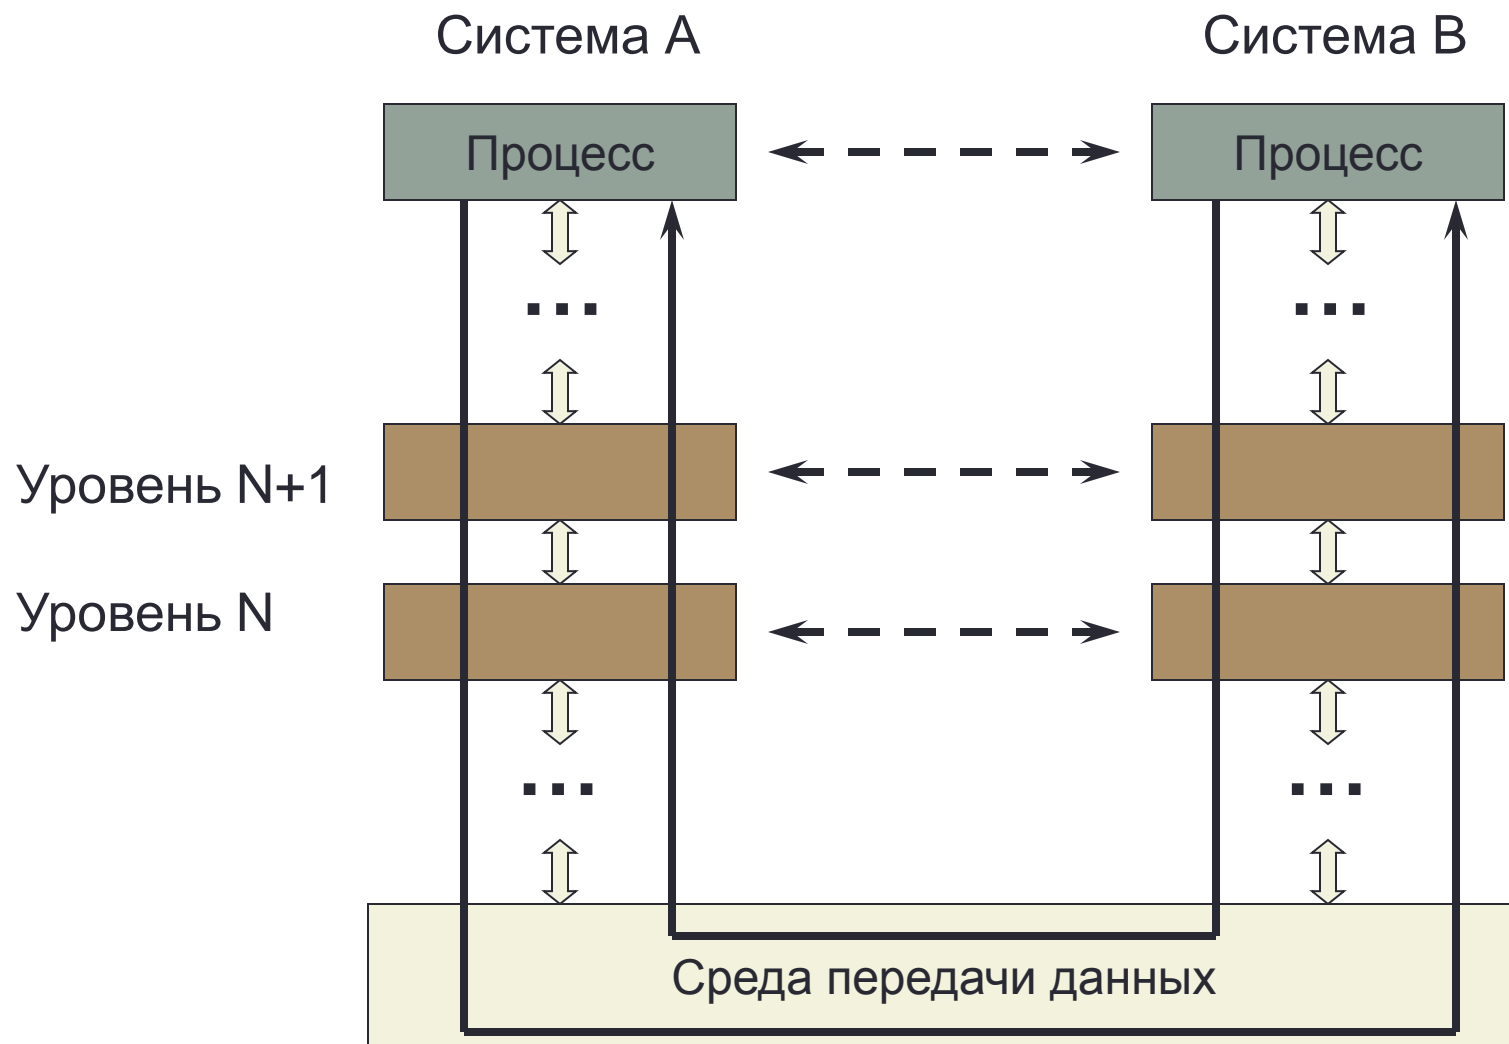 Система A
Система B
Процесс
Процесс
...
...
Уровень N+1
Уровень N
...
...
Среда передачи данных